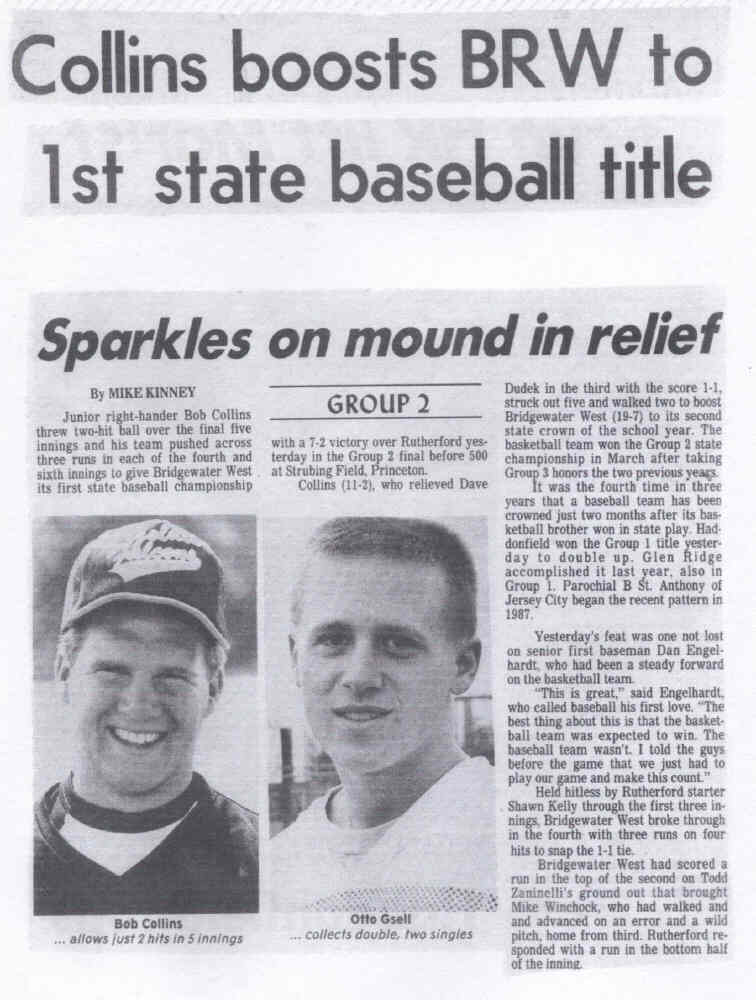 Collins boosts BRW to
1st state baseball title
Sparkles on mound in relief
By MIKE KINNEY
Junior right-hander Bob Collins
threw two-hit ball over the final five
innings and his team pushed across
three runs in each of the fourth and
sixth innings to give Bridgewater West
its first state baseball championship
GROUP 2
with a 7-2 victory over Rutherford yes-
terday in the Group 2 final before 500
at Strubing Field, Princeton.
Collins (11-2), who relieved Dave
Dudek in the third with the score 1-1,
struck out five and walked two to boost
Bridgewater West (19-7) to its second
state crown of the school year. The
basketball team won the Group 2 state
championship in March after taking
Group 3 honors the two previous years.
It was the fourth time in three
years that a baseball team has been
crowned just two months after its bas-
ketball brother won in state play. Had-
donfield won the Group 1 title yester-
day to double up. Glen Ridge
accomplished it last year, also in
Group 1. Parochial B St. Anthony of
Jersey City began the recent pattern in
1987.
Yesterday's feat was one not lost
on senior first baseman Dan Engel-
hardt, who had been a steady forward
on the basketball team.
"This is great," said Engelhardt,
who called baseball his first love. "The
best thing about this is that the basket-
ball team was expected to win. The
baseball team wasn't. I told the guys
before the game that we just had to
play our game and make this count."
Held hitless by Rutherford starter
Shawn Kelly through the first three in-
nings, Bridgewater West broke through
in the fourth with three runs on four
hits to snap the 1-1 tie.
Bridgewater West had scored a
run in the top of the second on Todd
Zaninelli's ground out that brought
Mike Winchock, who had walked and
and advanced on an error and a wild
pitch, home from third. Rutherford re-
sponded with a run in the bottom half
of the inning.
Bob Collins
... allows just 2 hits in 5 innings
Otto Gsell
... collects double, two singles